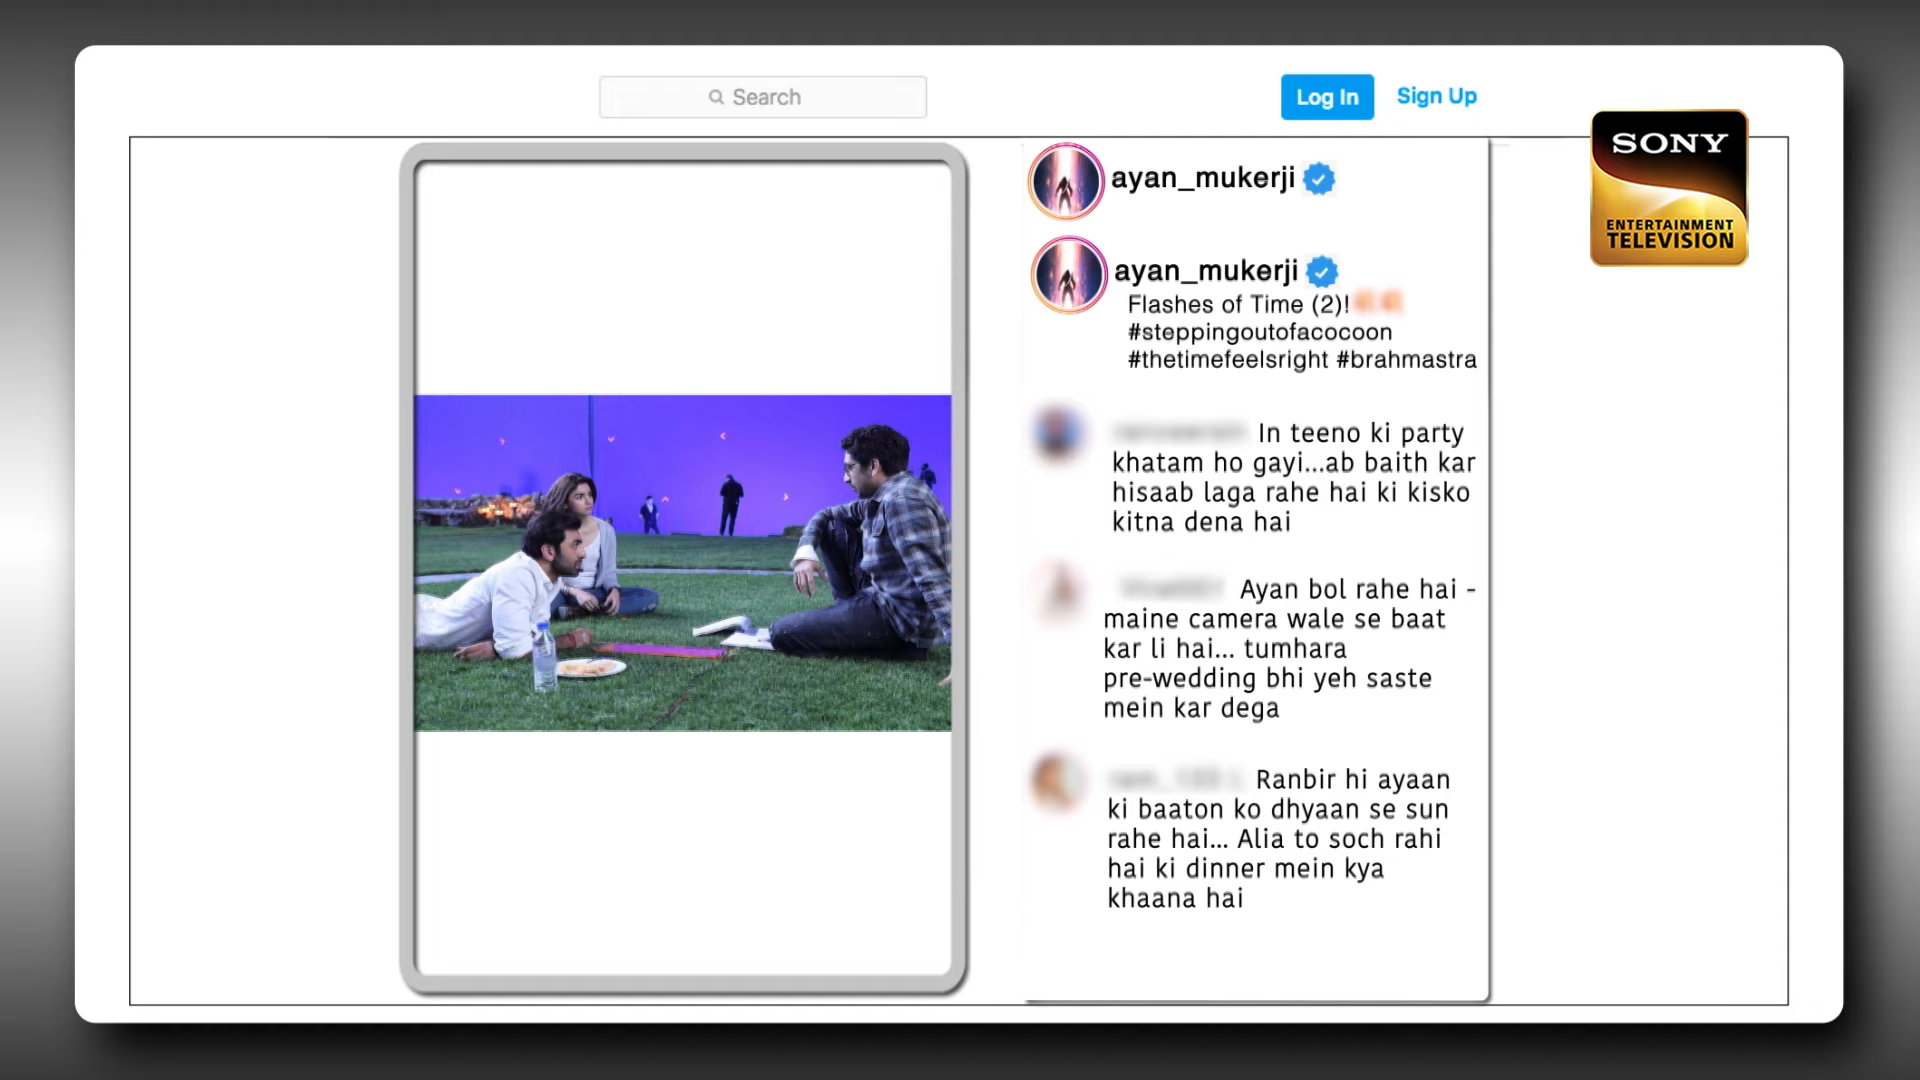 Search
Log In
Sign Up
SONY
ENTERTAINMENT
TELEVISION
ayan_mukerji
ayan_mukerji
Flashes of Time (2)!
#steppingoutofacocoon
#thetimefeelsright #brahmastra
In teeno ki party
khatam ho gayi...ab baith kar
hisaab laga rahe hai ki kisko
kitna dena hai
Ayan bol rahe hai -
maine camera wale se baat
kar li hai... tumhara
pre-wedding bhi yeh saste
mein kar dega
Ranbir hi ayaan
ki baaton ko dhyaan se sun
rahe hai... Alia to soch rahi
hai ki dinner mein kya
khaana hai